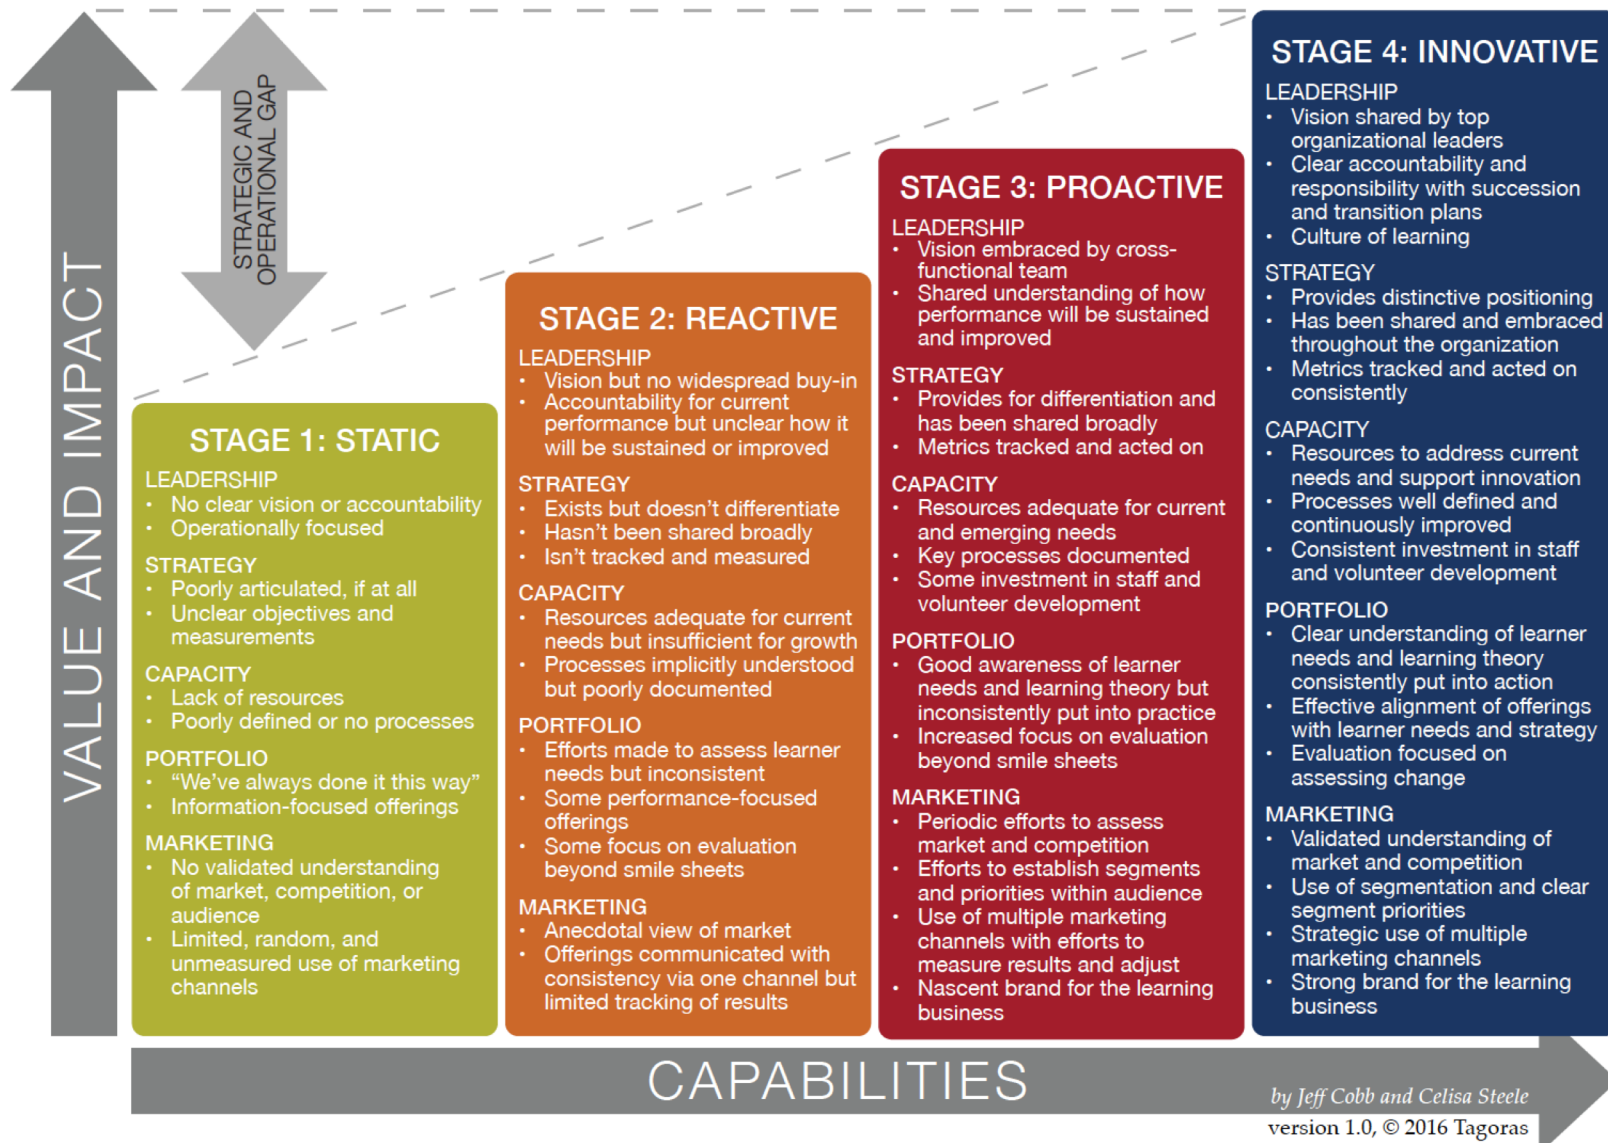 VALUE AND IMPACT
STRATEGIC AND
OPERATIONAL GAP
STAGE 1: STATIC
LEADERSHIP
• No clear vision or accountability
• Operationally focused
STRATEGY
• Poorly articulated, if at all
• Unclear objectives and
measurements
CAPACITY
• Lack of resources
• Poorly defined or no processes
PORTFOLIO
• “We’ve always done it this way”
• Information-focused offerings
MARKETING
• No validated understanding
of market, competition, or
audience
• Limited, random, and
unmeasured use of marketing
channels
STAGE 2: REACTIVE
LEADERSHIP
• Vision but no widespread buy-in
• Accountability for current
performance but unclear how it
will be sustained or improved
STRATEGY
• Exists but doesn’t differentiate
• Hasn’t been shared broadly
• Isn’t tracked and measured
CAPACITY
• Resources adequate for current
needs but insufficient for growth
• Processes implicitly understood
but poorly documented
PORTFOLIO
• Efforts made to assess learner
needs but inconsistent
• Some performance-focused
offerings
• Some focus on evaluation
beyond smile sheets
MARKETING
• Anecdotal view of market
• Offerings communicated with
consistency via one channel but
limited tracking of results
STAGE 3: PROACTIVE
LEADERSHIP
• Vision embraced by cross-
functional team
• Shared understanding of how
performance will be sustained
and improved
STRATEGY
• Provides for differentiation and
has been shared broadly
• Metrics tracked and acted on
CAPACITY
• Resources adequate for current
and emerging needs
• Key processes documented
• Some investment in staff and
volunteer development
PORTFOLIO
• Good awareness of learner
needs and learning theory but
inconsistently put into practice
• Increased focus on evaluation
beyond smile sheets
MARKETING
• Periodic efforts to assess
market and competition
• Efforts to establish segments
and priorities within audience
• Use of multiple marketing
channels with efforts to
measure results and adjust
• Nascent brand for the learning
business
STAGE 4: INNOVATIVE
LEADERSHIP
• Vision shared by top
organizational leaders
• Clear accountability and
responsibility with succession
and transition plans
• Culture of learning
STRATEGY
• Provides distinctive positioning
• Has been shared and embraced
throughout the organization
• Metrics tracked and acted on
consistently
CAPACITY
• Resources to address current
needs and support innovation
• Processes well defined and
continuously improved
• Consistent investment in staff
and volunteer development
PORTFOLIO
• Clear understanding of learner
needs and learning theory
consistently put into action
• Effective alignment of offerings
with learner needs and strategy
• Evaluation focused on
assessing change
MARKETING
• Validated understanding of
market and competition
• Use of segmentation and clear
segment priorities
• Strategic use of multiple
marketing channels
• Strong brand for the learning
business
CAPABILITIES
by Jeff Cobb and Celisa Steele
version 1.0, © 2016 Tagoras